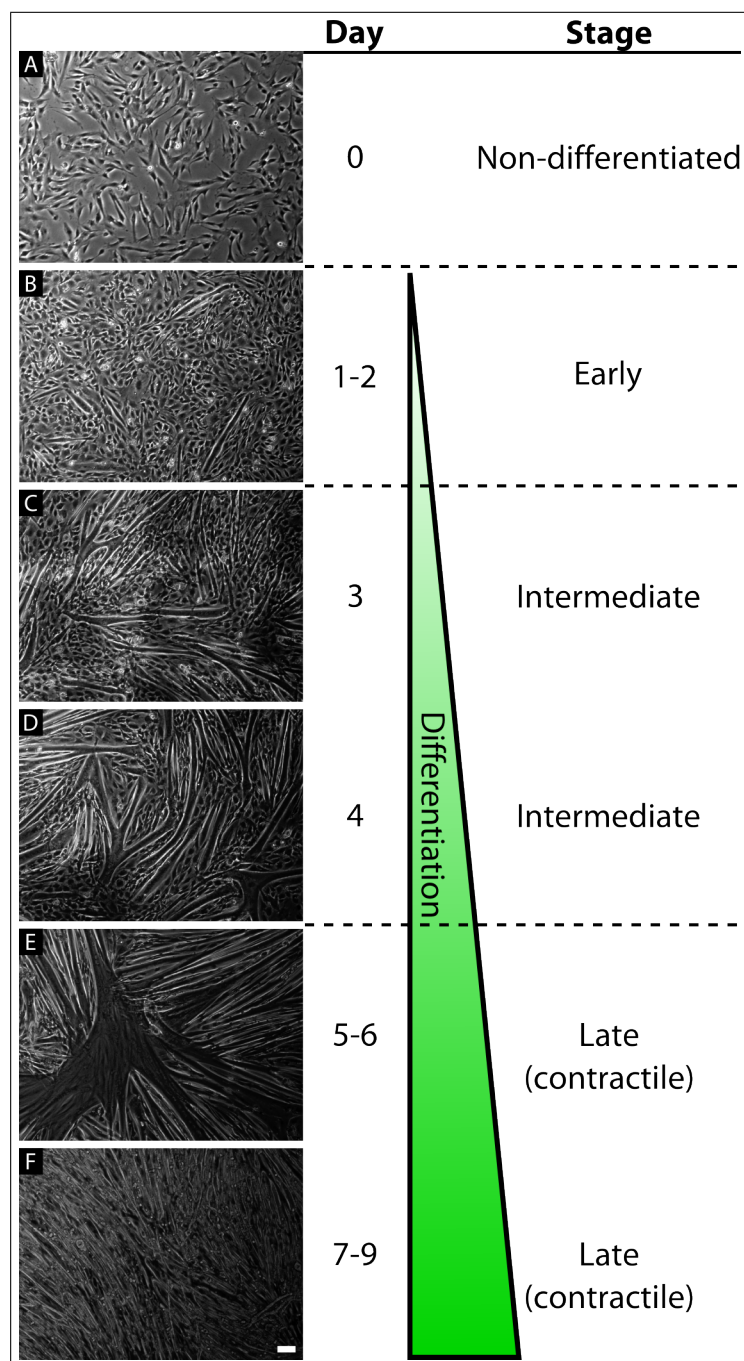 Day Stage
A
0 Non-differentiated
B
1-2 Early
C
3 Intermediate
D
4 Intermediate
Differentiation
E
5-6 Late
(contractile)
F
7-9 Late
(contractile)